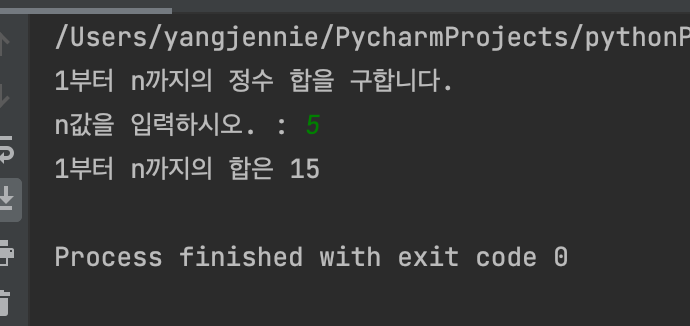 /Users/yangjennie/PycharmProjects/pythonP
1부터 n까지의 정수 합을 구합니다.
n값을 입력하시오. : 5
1부터 n까지의 합은 15
Process finished with exit code 0